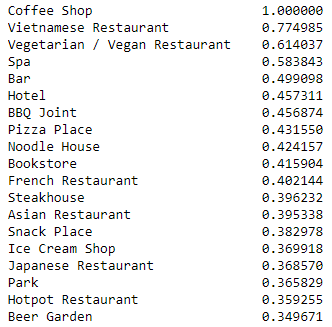 Coffee Shop 1.000000
Vietnamese Restaurant 0.774985
Vegetarian / Vegan Restaurant 0.614037
Spa 0.583843
Bar 0.499098
Hotel 0.457311
BBQ Joint 0.456874
Pizza Place 0.431550
Noodle House 0.424157
Bookstore 0.415904
French Restaurant 0.402144
Steakhouse 0.396232
Asian Restaurant 0.395338
Snack Place 0.382978
Ice Cream Shop 0.369918
Japanese Restaurant 0.368570
Park 0.365829
Hotpot Restaurant 0.359255
Beer Garden 0.349671